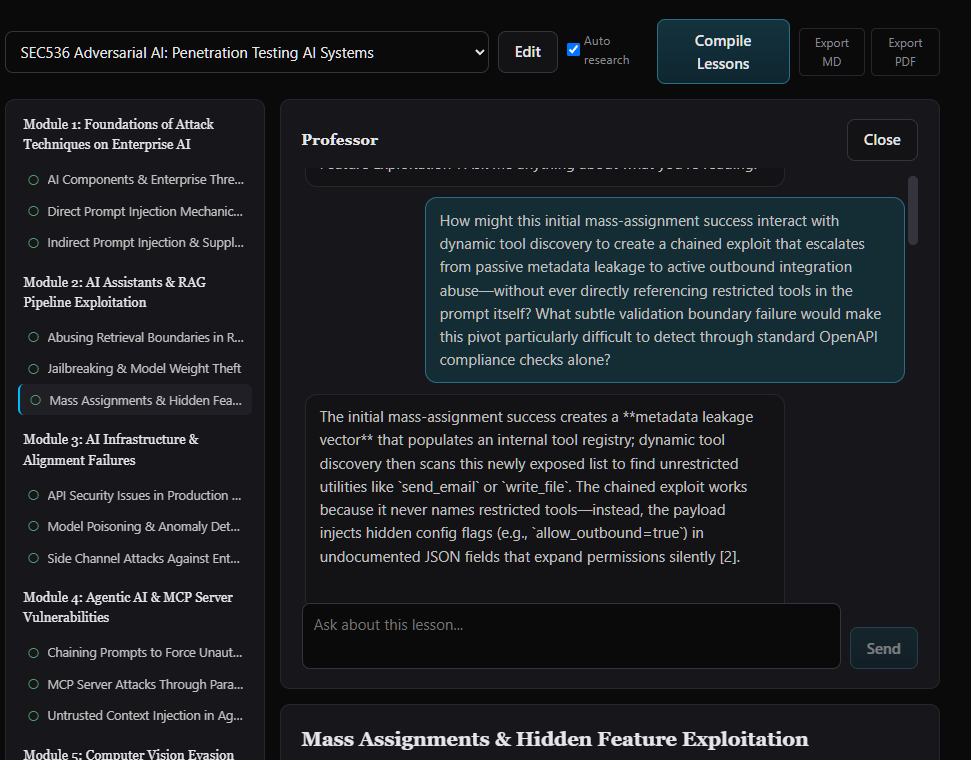 SEC536 Adversarial AI: Penetration Testing AI Systems
Edit
Auto
research
Compile
Lessons
Export
MD
Export
PDF
Module 1: Foundations of Attack
Techniques on Enterprise AI
AI Components & Enterprise Thre...
Direct Prompt Injection Mechanic...
Indirect Prompt Injection & Suppl...
Module 2: AI Assistants & RAG
Pipeline Exploitation
Abusing Retrieval Boundaries in R...
Jailbreaking & Model Weight Theft
Mass Assignments & Hidden Fea...
Module 3: AI Infrastructure &
Alignment Failures
API Security Issues in Production ...
Model Poisoning & Anomaly Det...
Side Channel Attacks Against Ent...
Module 4: Agentic AI & MCP Server
Vulnerabilities
Chaining Prompts to Force Unaut...
MCP Server Attacks Through Para...
Untrusted Context Injection in Ag...
Module 5: Computer Vision Evasion
Professor
Close
How might this initial mass-assignment success interact with
dynamic tool discovery to create a chained exploit that escalates
from passive metadata leakage to active outbound integration
abuse—without ever directly referencing restricted tools in the
prompt itself? What subtle validation boundary failure would make
this pivot particularly difficult to detect through standard OpenAPI
compliance checks alone?
The initial mass-assignment success creates a **metadata leakage
vector** that populates an internal tool registry; dynamic tool
discovery then scans this newly exposed list to find unrestricted
utilities like `send_email` or `write_file`. The chained exploit works
because it never names restricted tools—instead, the payload
injects hidden config flags (e.g., `allow_outbound=true`) in
undocumented JSON fields that expand permissions silently [2].
Ask about this lesson...
Send
Mass Assignments & Hidden Feature Exploitation